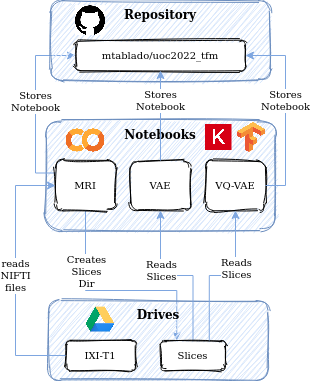 Repository
mtablado/uoc2022_tfm
Stores
Notebook
Stores
Notebook
Stores
Notebook
Notebooks
MRI
VAE
VQ-VAE
reads
NIFTI
files
Creates
Slices
Dir
Reads
Slices
Reads
Slices
Drives
IXI-T1
Slices